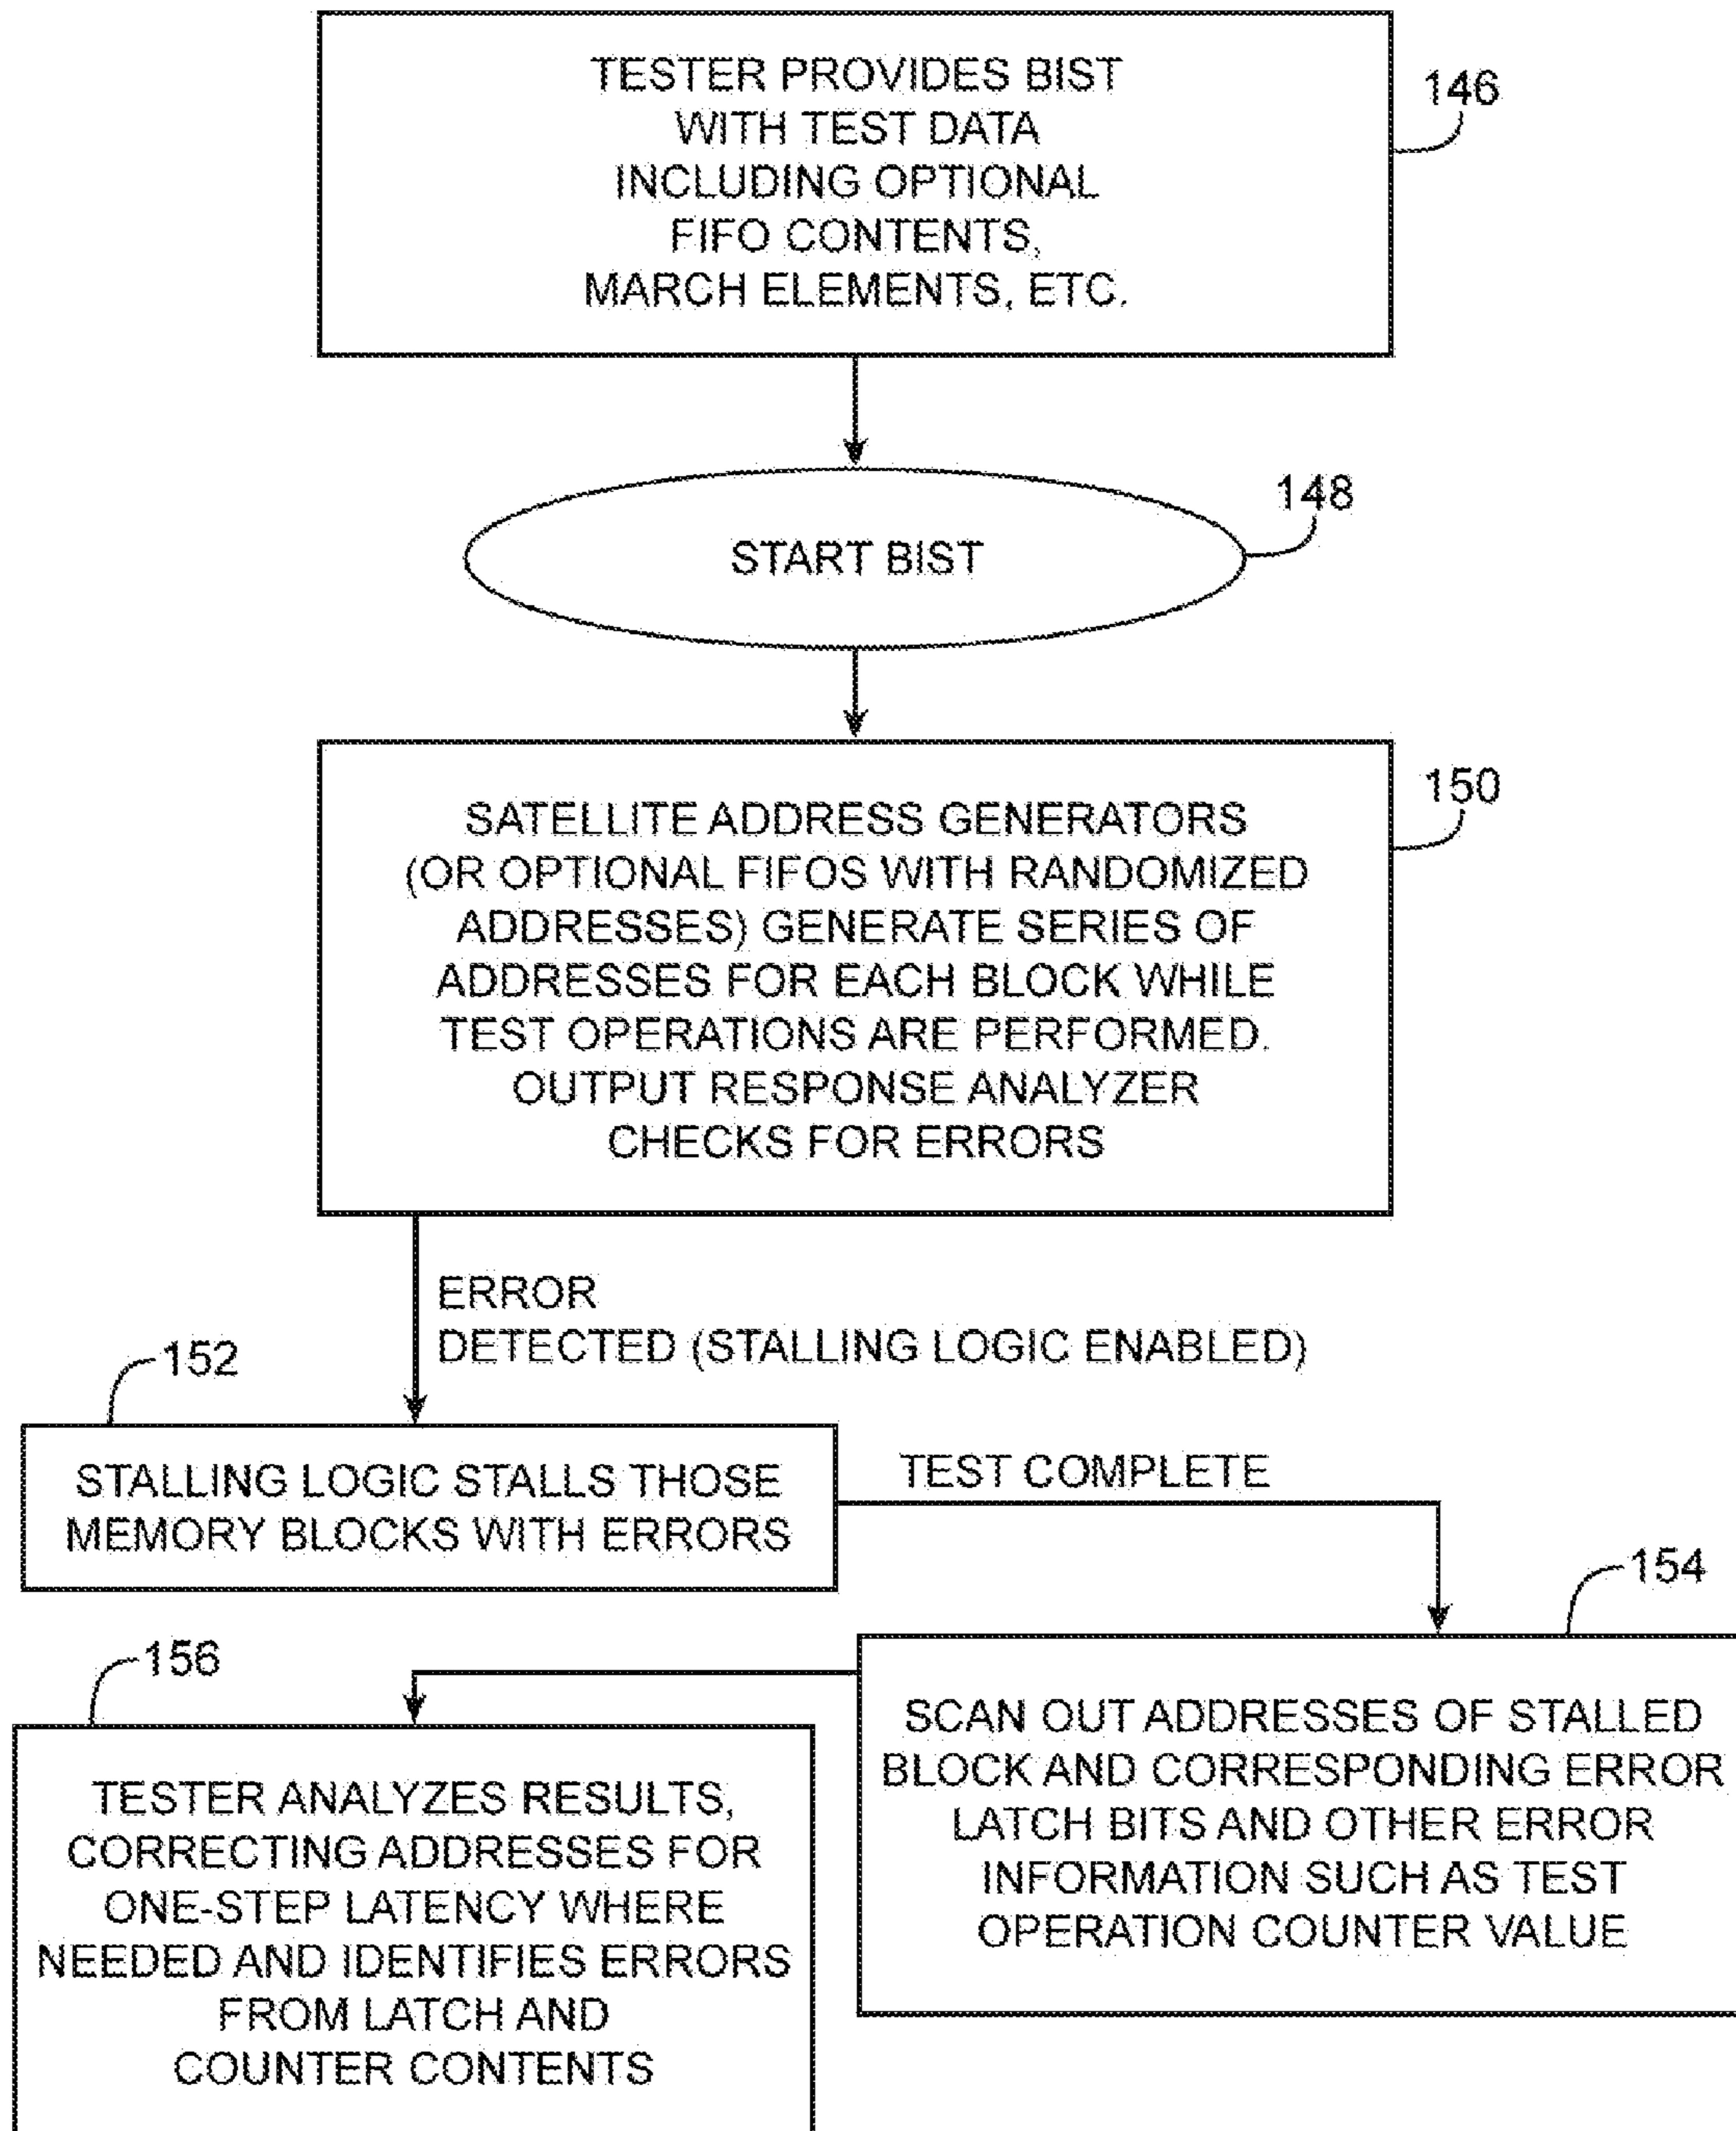 TESTER PROVIDES BIST
WITH TEST DATA
INCLUDING OPTIONAL
FIFO CONTENTS,
MARCH ELEMENTS, ETC.
146
148
START BIST
150
SATELLITE ADDRESS GENERATORS
(OR OPTIONAL FIFOS WITH RANDOMIZED
ADDRESSES) GENERATE SERIES OF
ADDRESSES FOR EACH BLOCK WHILE
TEST OPERATIONS ARE PERFORMED.
OUTPUT RESPONSE ANALYZER
CHECKS FOR ERRORS
ERROR
DETECTED (STALLING LOGIC ENABLED)
152
STALLING LOGIC STALLS THOSE
MEMORY BLOCKS WITH ERRORS
TEST COMPLETE
154
SCAN OUT ADDRESSES OF STALLED
BLOCK AND CORRESPONDING ERROR
LATCH BITS AND OTHER ERROR
INFORMATION SUCH AS TEST
OPERATION COUNTER VALUE
156
TESTER ANALYZES RESULTS,
CORRECTING ADDRESSES FOR
ONE-STEP LATENCY WHERE
NEEDED AND IDENTIFIES ERRORS
FROM LATCH AND
COUNTER CONTENTS